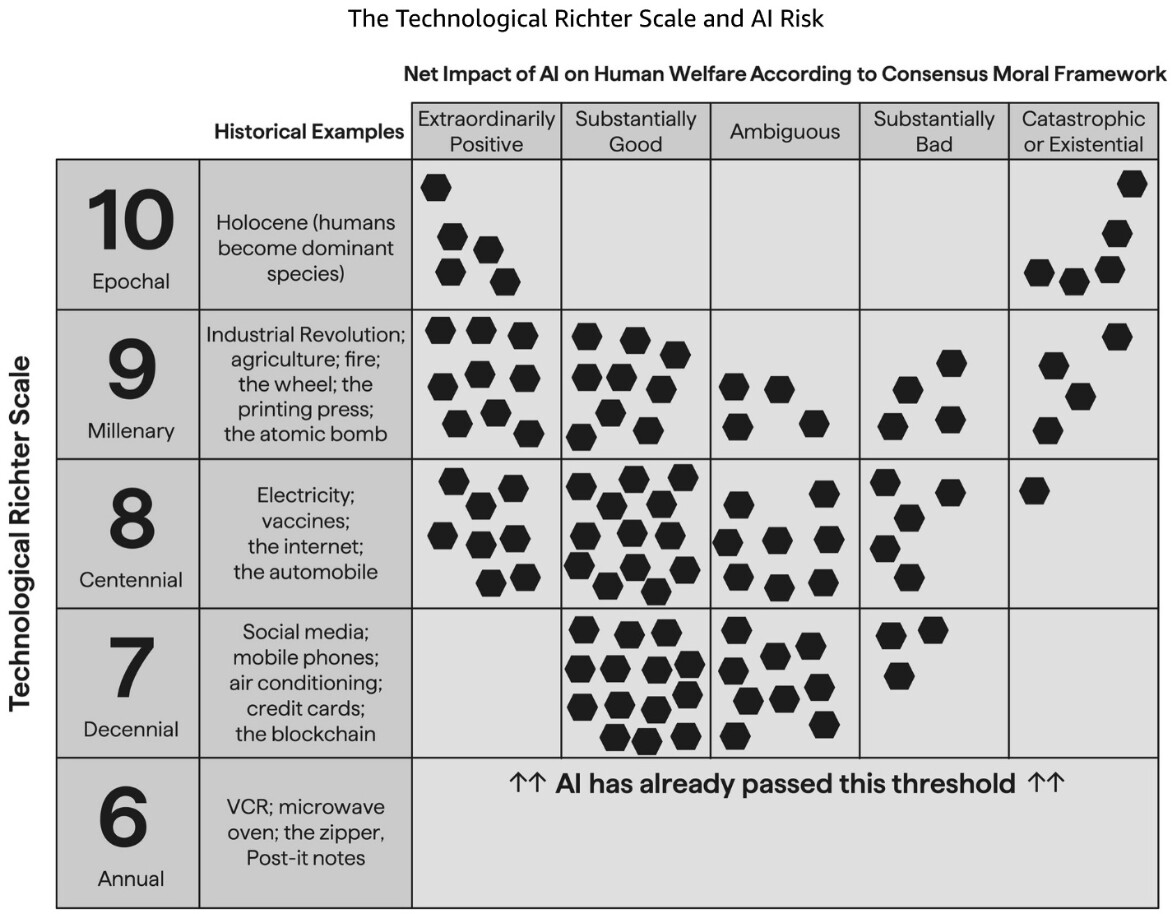 The Technological Richter Scale and AI Risk
Net Impact of AI on Human Welfare According to Consensus Moral Framework
Historical Examples
Extraordinarily
Positive
Substantially
Good
Ambiguous
Substantially
Bad
Catastrophic
or Existential
Technological Richter Scale
10
Epochal
Holocene (humans
become dominant
species)
9
Millenary
Industrial Revolution;
agriculture; fire;
the wheel; the
printing press;
the atomic bomb
8
Centennial
Electricity;
vaccines;
the internet;
the automobile
7
Decennial
Social media;
mobile phones;
air conditioning;
credit cards;
the blockchain
6
Annual
VCR; microwave
oven; the zipper,
Post-it notes
↑↑ AI has already passed this threshold ↑↑